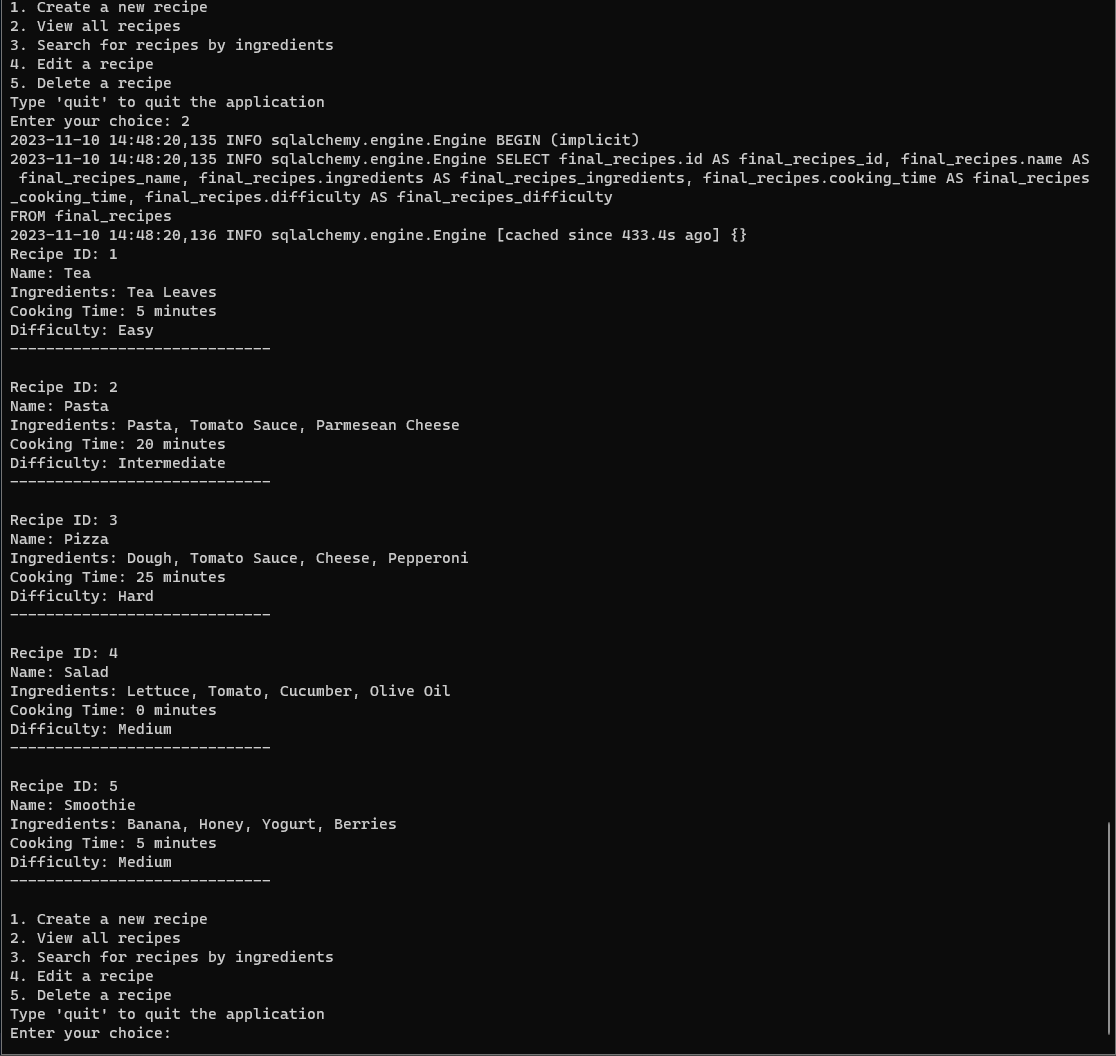 1. Create a new recipe
2. View all recipes
3. Search for recipes by ingredients
4. Edit a recipe
5. Delete a recipe
Type 'quit' to quit the application
Enter your choice: 2
2023-11-10 14:48:20,135 INFO sqlalchemy.engine.Engine BEGIN (implicit)
2023-11-10 14:48:20,135 INFO sqlalchemy.engine.Engine SELECT final_recipes.id AS final_recipes_id, final_recipes.name AS
 final_recipes_name, final_recipes.ingredients AS final_recipes_ingredients, final_recipes.cooking_time AS final_recipes
_cooking_time, final_recipes.difficulty AS final_recipes_difficulty
FROM final_recipes
2023-11-10 14:48:20,136 INFO sqlalchemy.engine.Engine [cached since 433.4s ago] {}
Recipe ID: 1
Name: Tea
Ingredients: Tea Leaves
Cooking Time: 5 minutes
Difficulty: Easy
-----------------------------
Recipe ID: 2
Name: Pasta
Ingredients: Pasta, Tomato Sauce, Parmesean Cheese
Cooking Time: 20 minutes
Difficulty: Intermediate
-----------------------------
Recipe ID: 3
Name: Pizza
Ingredients: Dough, Tomato Sauce, Cheese, Pepperoni
Cooking Time: 25 minutes
Difficulty: Hard
-----------------------------
Recipe ID: 4
Name: Salad
Ingredients: Lettuce, Tomato, Cucumber, Olive Oil
Cooking Time: 0 minutes
Difficulty: Medium
-----------------------------
Recipe ID: 5
Name: Smoothie
Ingredients: Banana, Honey, Yogurt, Berries
Cooking Time: 5 minutes
Difficulty: Medium
-----------------------------
1. Create a new recipe
2. View all recipes
3. Search for recipes by ingredients
4. Edit a recipe
5. Delete a recipe
Type 'quit' to quit the application
Enter your choice: